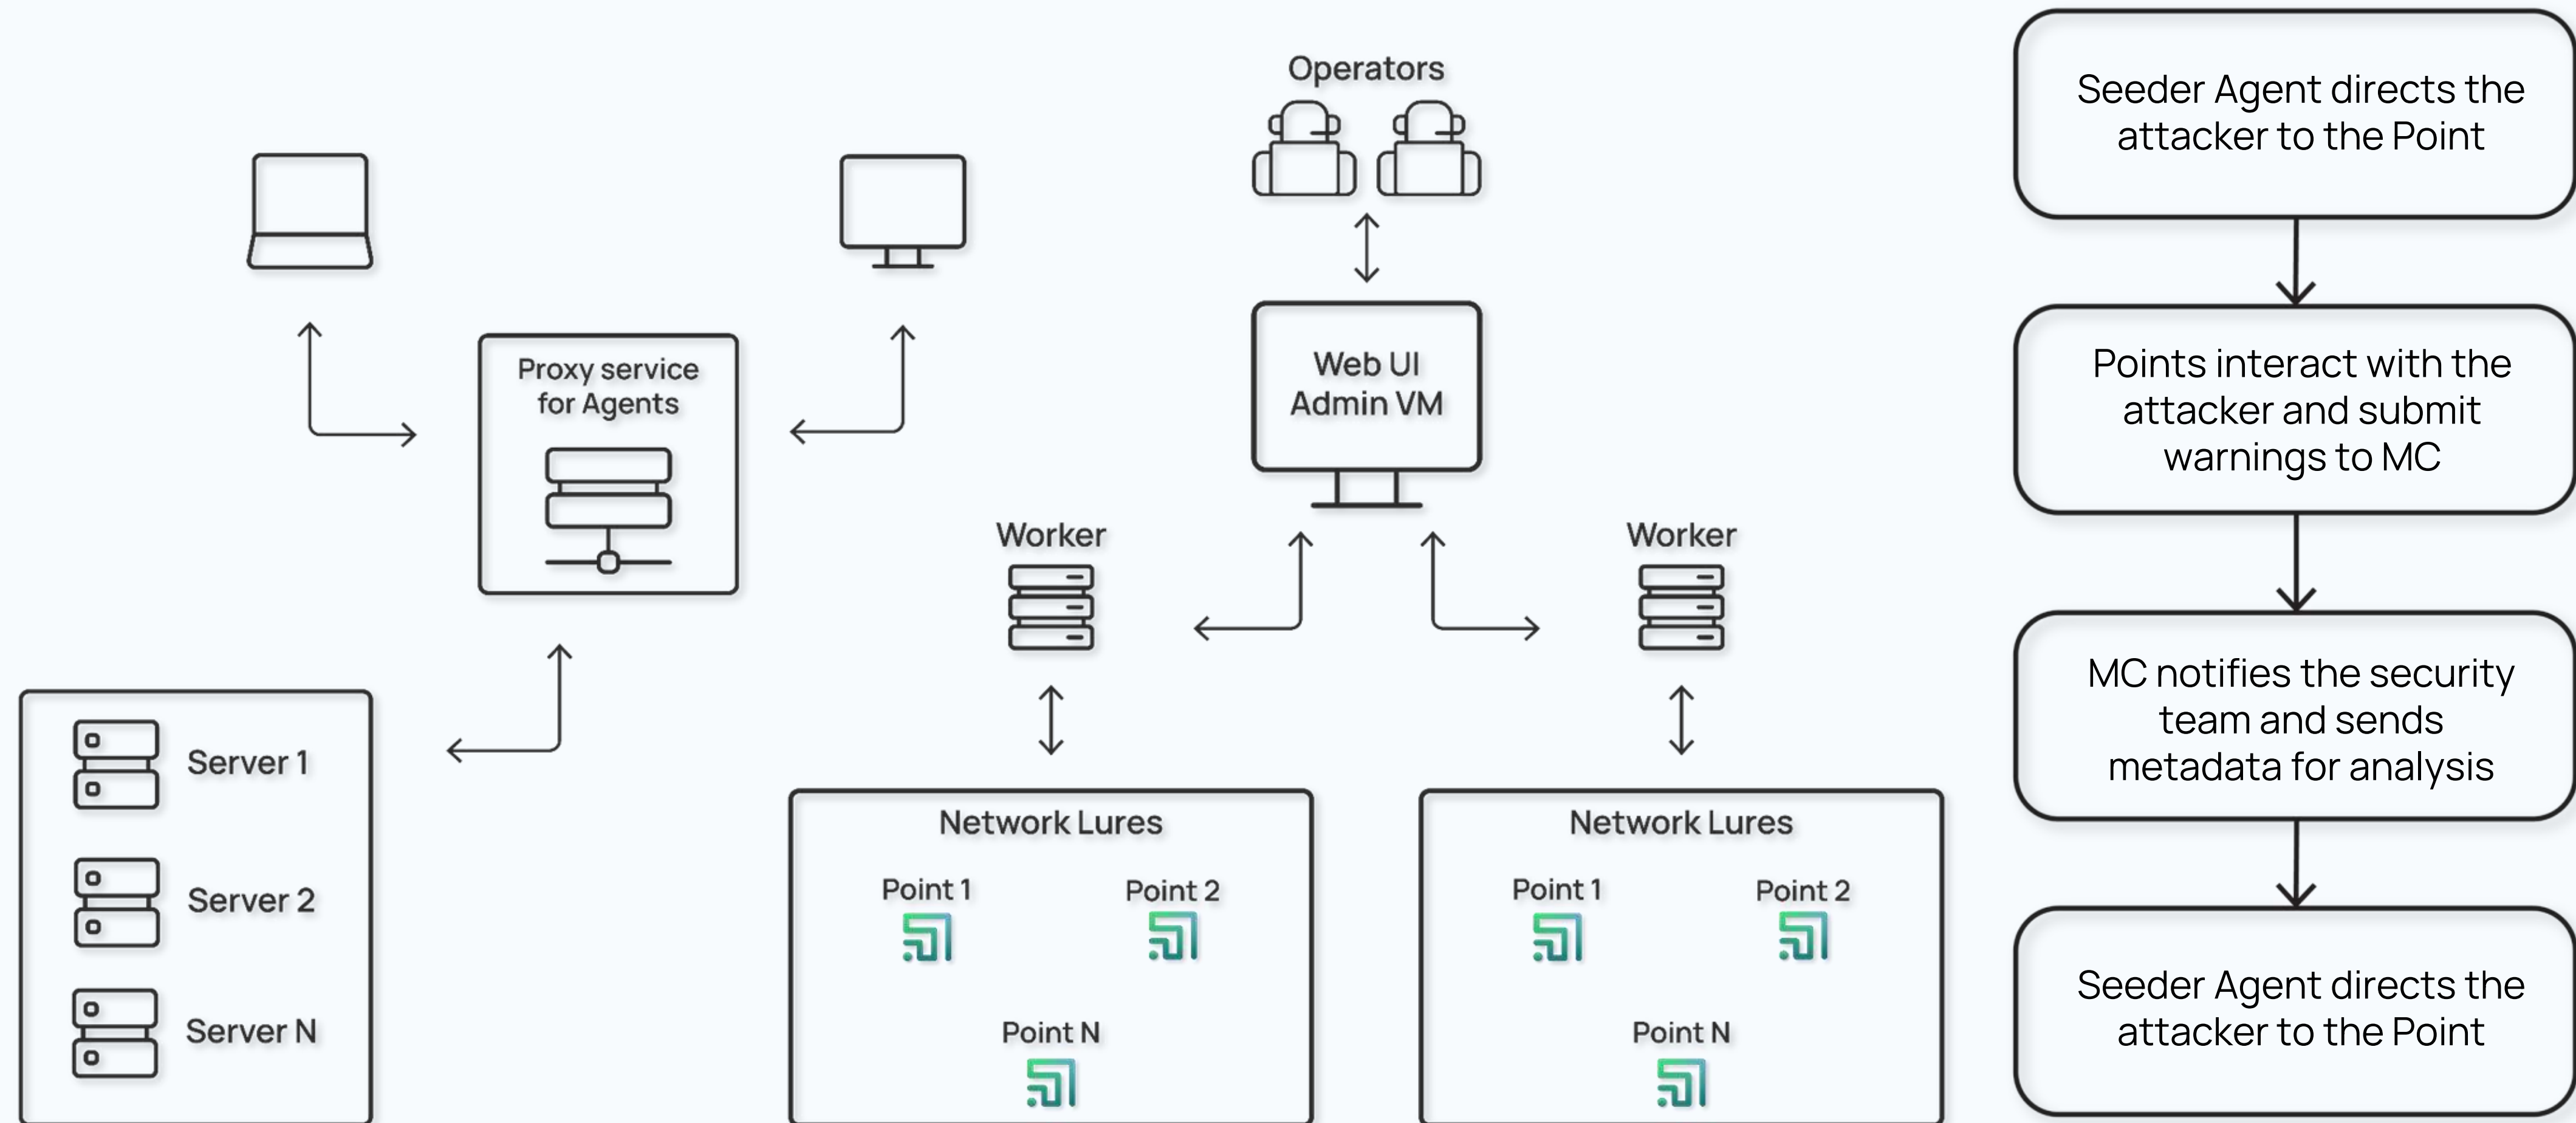 Operators
Proxy service
for Agents
Web UI
Admin VM
Worker
Worker
Server 1
Server 2
Server N
Network Lures
Point 1
Point 2
Point N
Network Lures
Point 1
Point 2
Point N
Seeder Agent directs the
attacker to the Point
Points interact with the
attacker and submit
warnings to MC
MC notifies the security
team and sends
metadata for analysis
Seeder Agent directs the
attacker to the Point